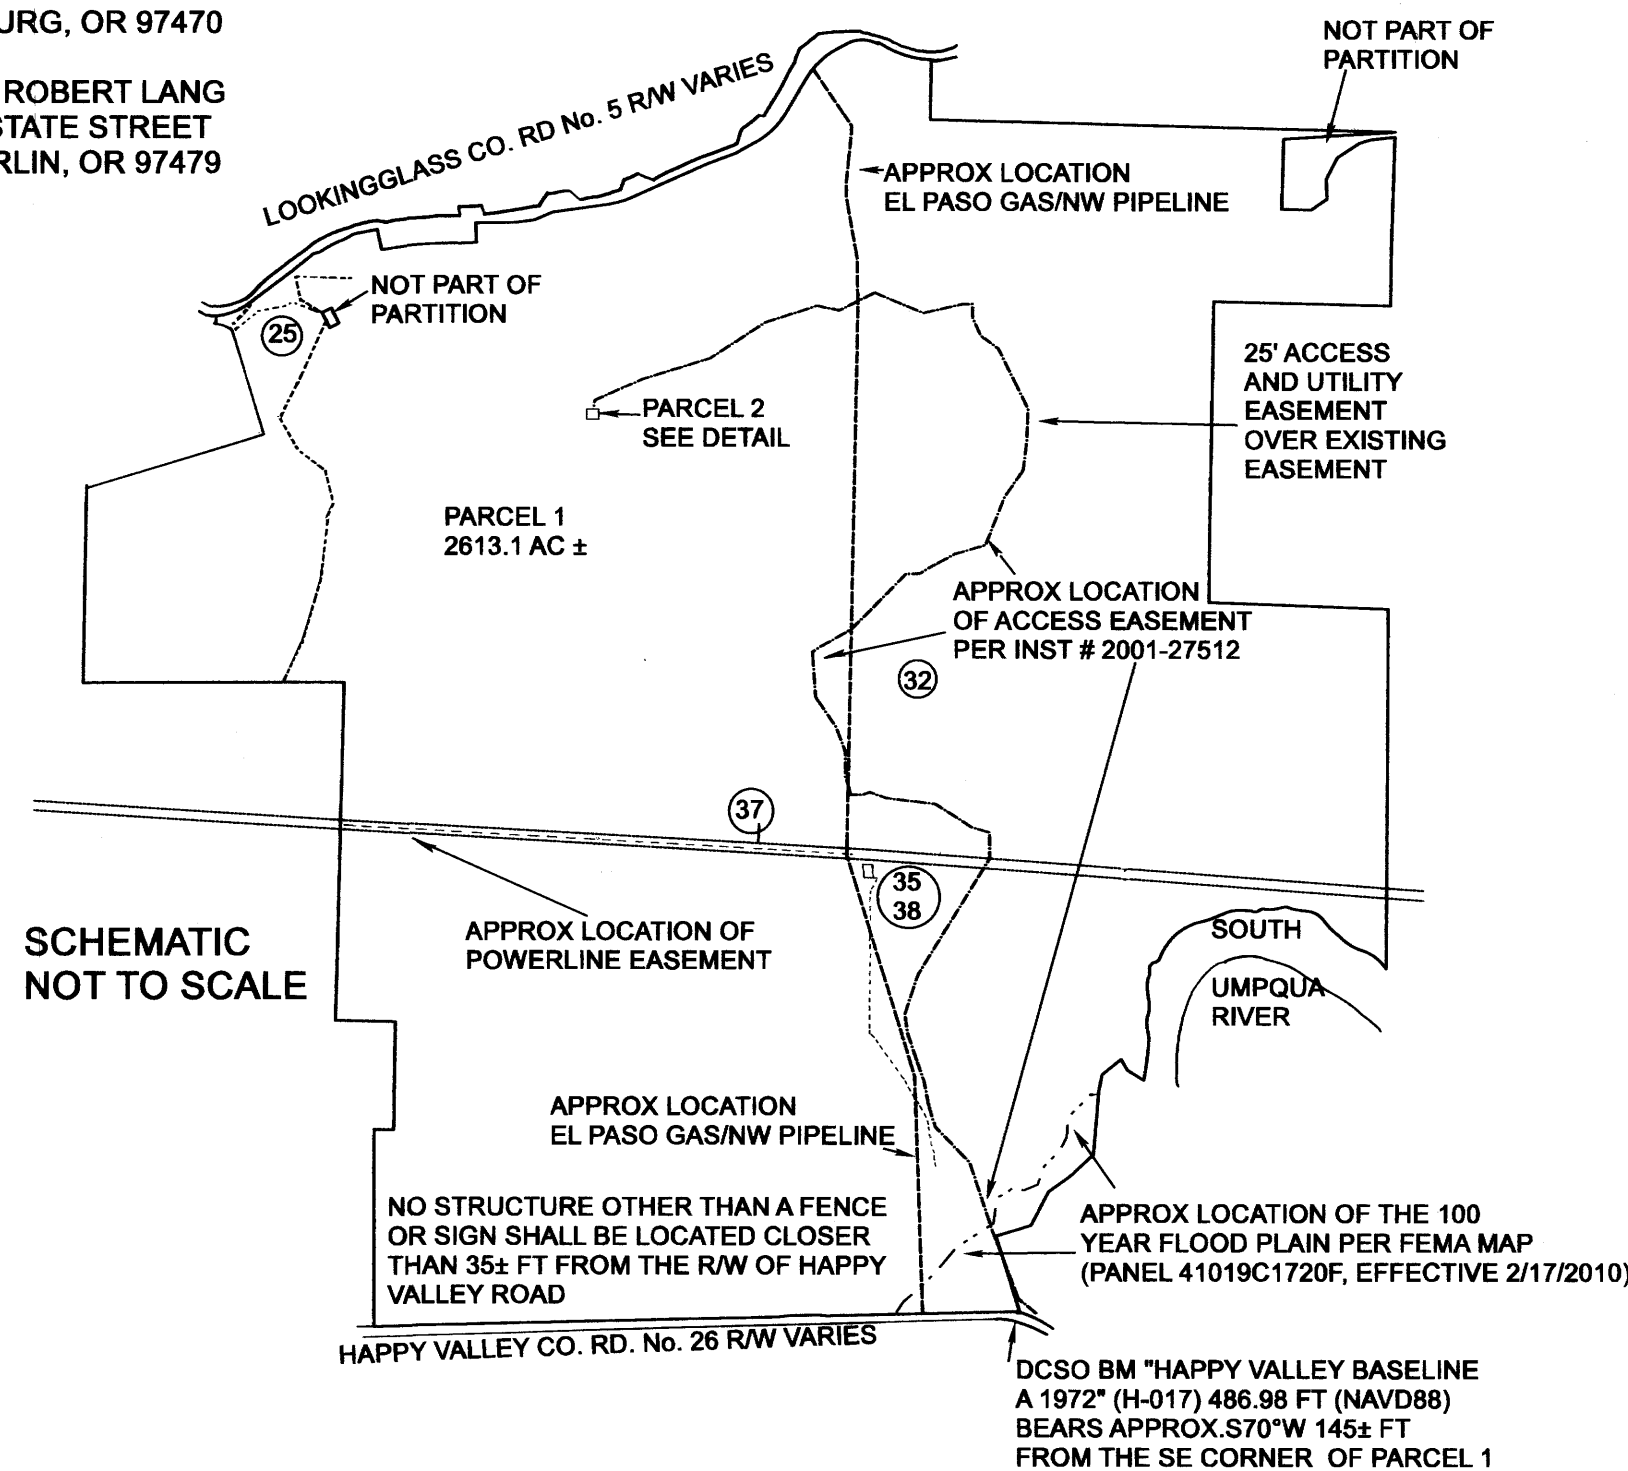 URG, OR 97470
ROBERT LANG
STATE STREET
RLIN, OR 97479
NOT PART OF
PARTITION
LOOKINGGLASS CO. RD No. 5 R/W VARIES
APPROX LOCATION
EL PASO GAS/NW PIPELINE
NOT PART OF
PARTITION
25
25' ACCESS
AND UTILITY
EASEMENT
OVER EXISTING
EASEMENT
PARCEL 2
SEE DETAIL
PARCEL 1
2613.1 AC ±
APPROX LOCATION
OF ACCESS EASEMENT
PER INST # 2001-27512
32
37
35
38
APPROX LOCATION OF
POWERLINE EASEMENT
SCHEMATIC
NOT TO SCALE
SOUTH
UMPQUA
RIVER
APPROX LOCATION
EL PASO GAS/NW PIPELINE
NO STRUCTURE OTHER THAN A FENCE
OR SIGN SHALL BE LOCATED CLOSER
THAN 35± FT FROM THE R/W OF HAPPY
VALLEY ROAD
APPROX LOCATION OF THE 100
YEAR FLOOD PLAIN PER FEMA MAP
(PANEL 41019C1720F, EFFECTIVE 2/17/2010)
HAPPY VALLEY CO. RD. No. 26 R/W VARIES
DCSO BM "HAPPY VALLEY BASELINE
A 1972" (H-017) 486.98 FT (NAVD88)
BEARS APPROX.S70°W 145± FT
FROM THE SE CORNER OF PARCEL 1